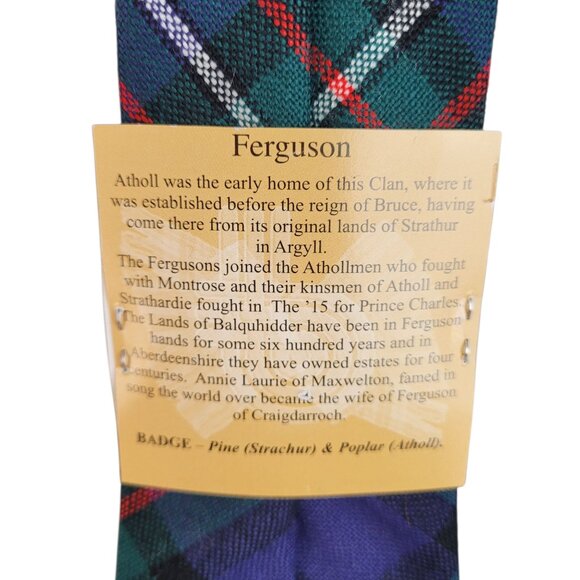 Ferguson
Atholl was the early home of this Clan, where it
was established before the reign of Bruce, having
come there from its original lands of Strathur
in Argyll.
The Fergusons joined the Athollmen who fought
with Montrose and their kinsmen of Atholl and
Strathardie fought in The '15 for Prince Charles.
The Lands of Balquhidder have been in Ferguson
hands for some six hundred years and in
Aberdeenshire they have owned estates for four
centuries. Annie Laurie of Maxwelton, famed in
song the world over became the wife of Ferguson
of Craigdarroch.
BADGE – Pine (Strachur) & Poplar (Atholl).